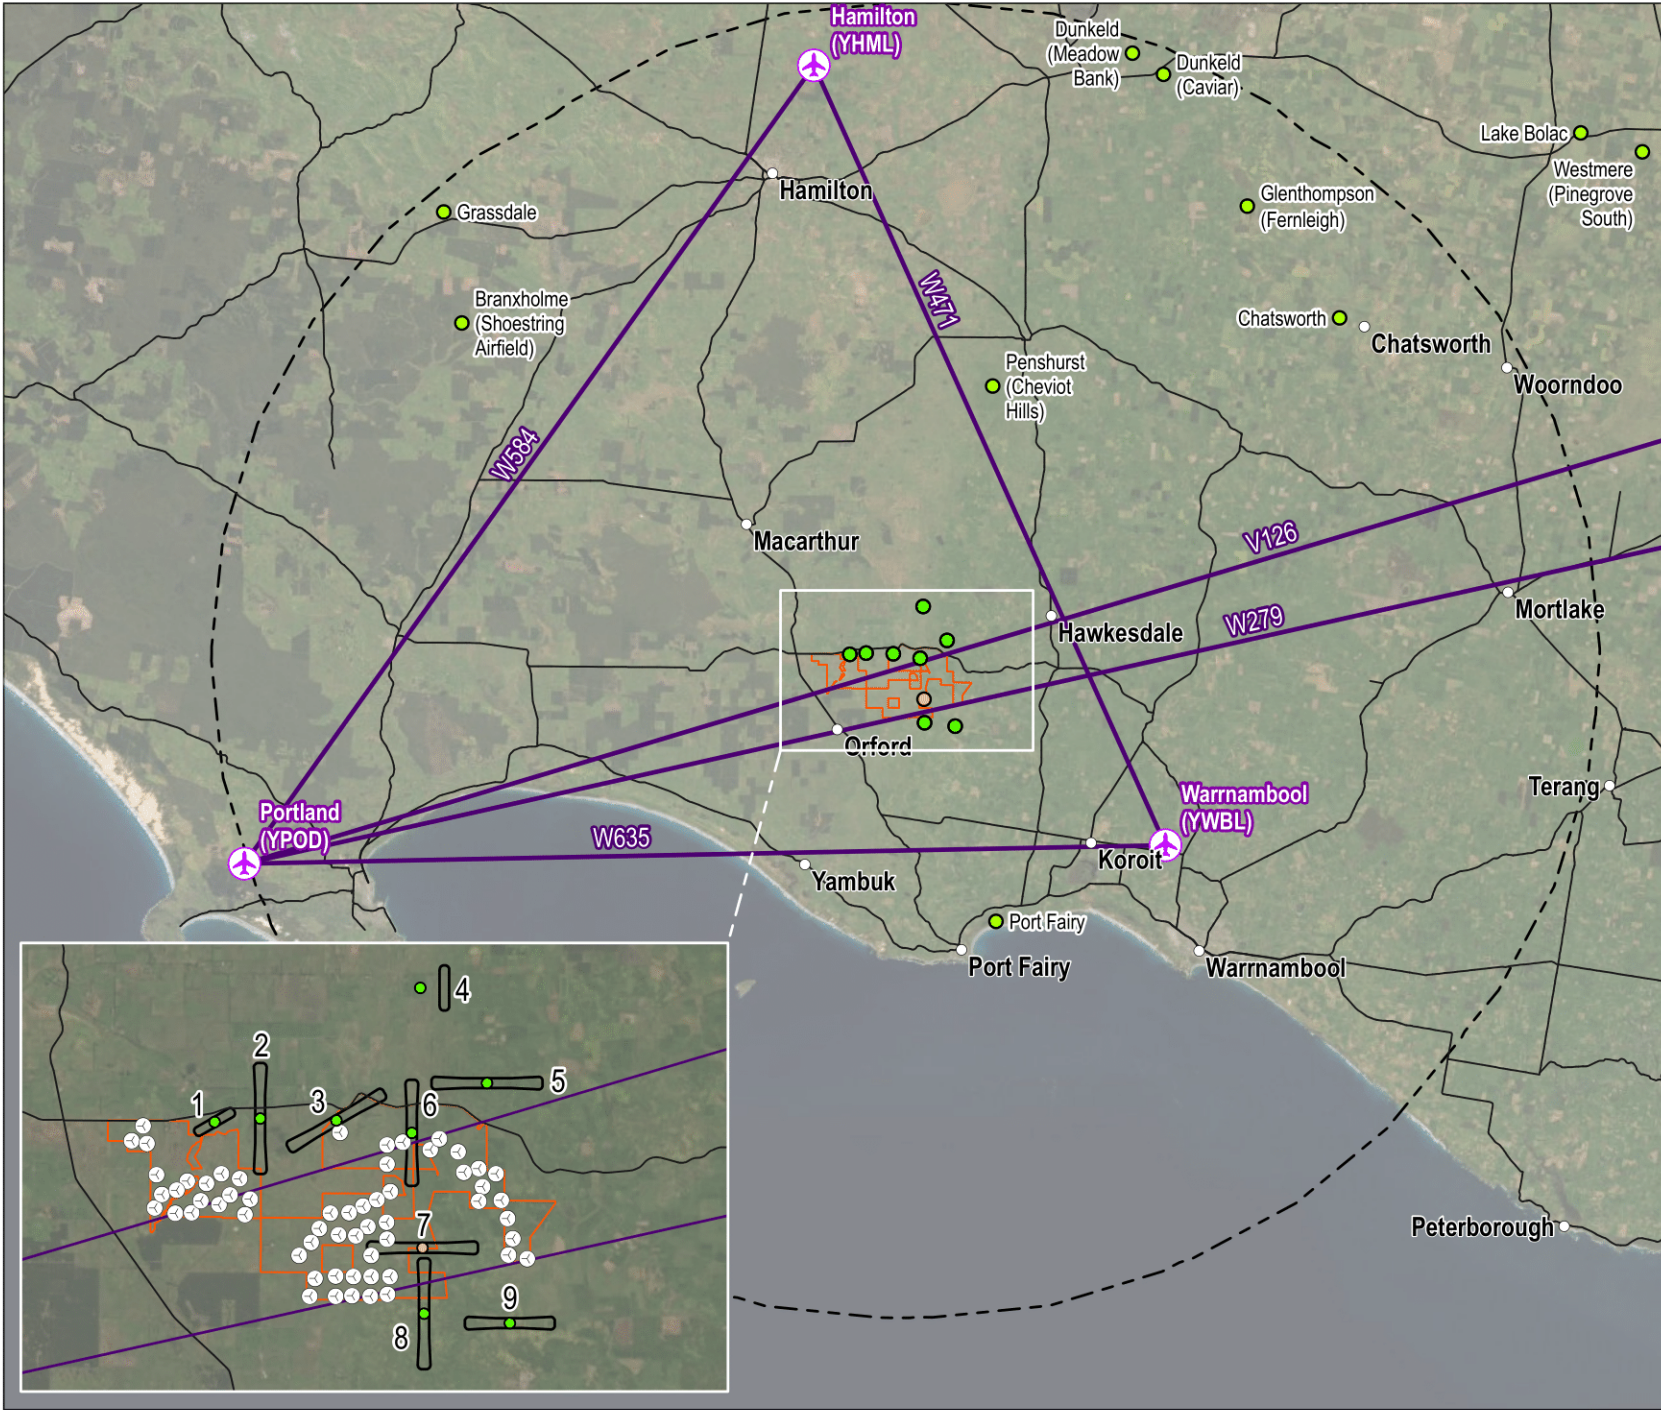 Hamilton
(YHML)
Dunkeld
(Meadow
Bank)
Dunkeld
(Caviar)
Lake Bolac
Westmere
(Pinegrove
South)
Hamilton
Glenthompson
(Fernleigh)
Grassdale
W471
Branxholme
(Shoestring
Airfield)
Chatsworth
Chatsworth
Penshurst
(Cheviot
Hills)
Woorndoo
W584
Macarthur
V126
Mortlake
W279
Hawkesdale
Orford
Terang
Portland
(YPOD)
Warrnambool
(YWBL)
W635
Koroit
Yambuk
Port Fairy
Port Fairy
Warrnambool
4
2
5
1
3
6
7
9
8
Peterborough